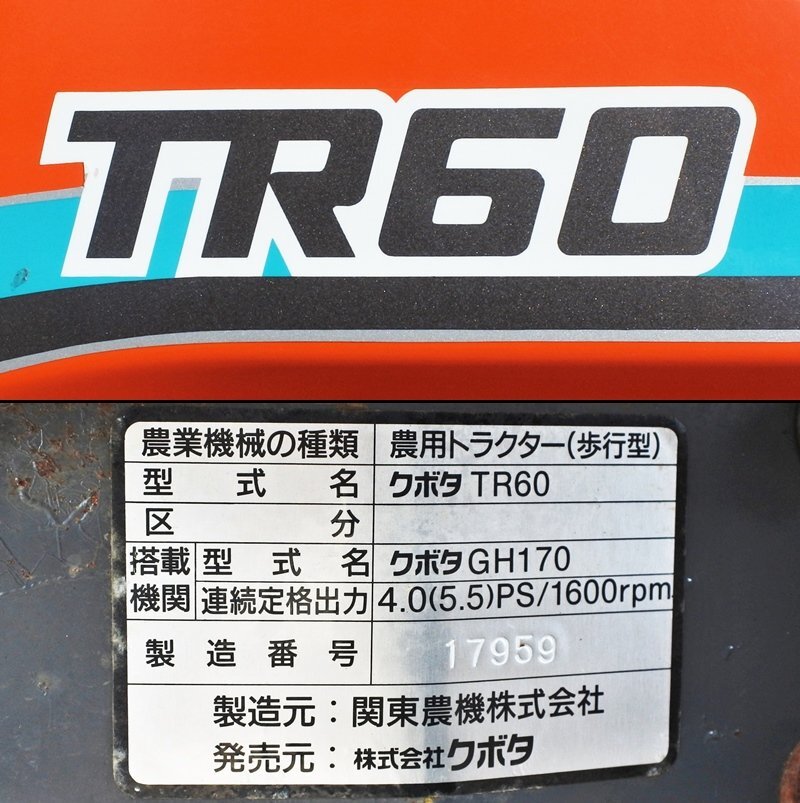 TR60
農業機械の種類 農用トラクター(歩行型)
型式名 クボタ TR60
区分
搭載機関 型式名 クボタ GH170
連続定格出力 4.0(5.5)PS/1600rpm
製造番号 17959
製造元：関東農機株式会社
発売元：株式会社クボタ